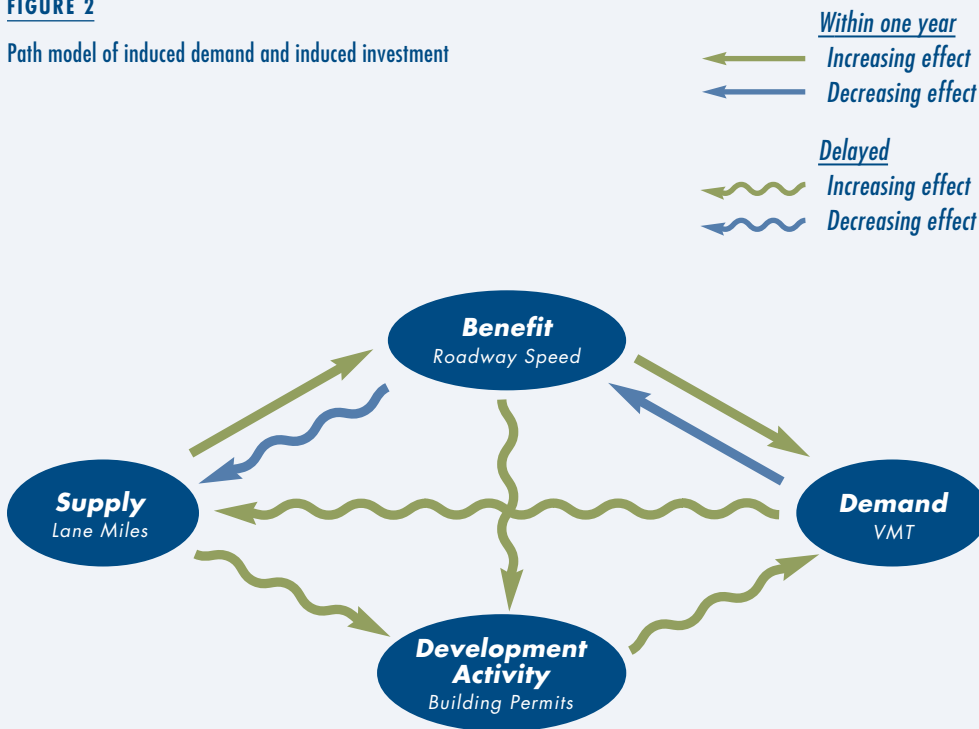 FIGURE 2
Path model of induced demand and induced investment
Within one year
Increasing effect
Decreasing effect
Delayed
Increasing effect
Decreasing effect
Benefit
Roadway Speed
Supply
Lane Miles
Demand
VMT
Development
Activity
Building Permits